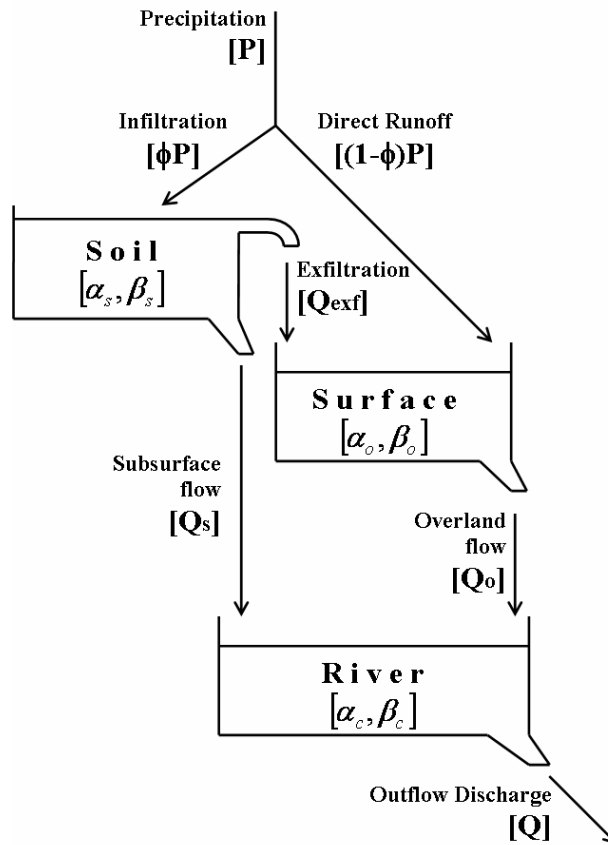 Precipitation
[P]
Infiltration
[ϕP]
Direct Runoff
[(1-ϕ)P]
Soil
[αs, βs]
Exfiltration
[Qexf]
Surface
[αo, βo]
Subsurface
flow
[Qs]
Overland
flow
[Qo]
River
[αc, βc]
Outflow Discharge
[Q]